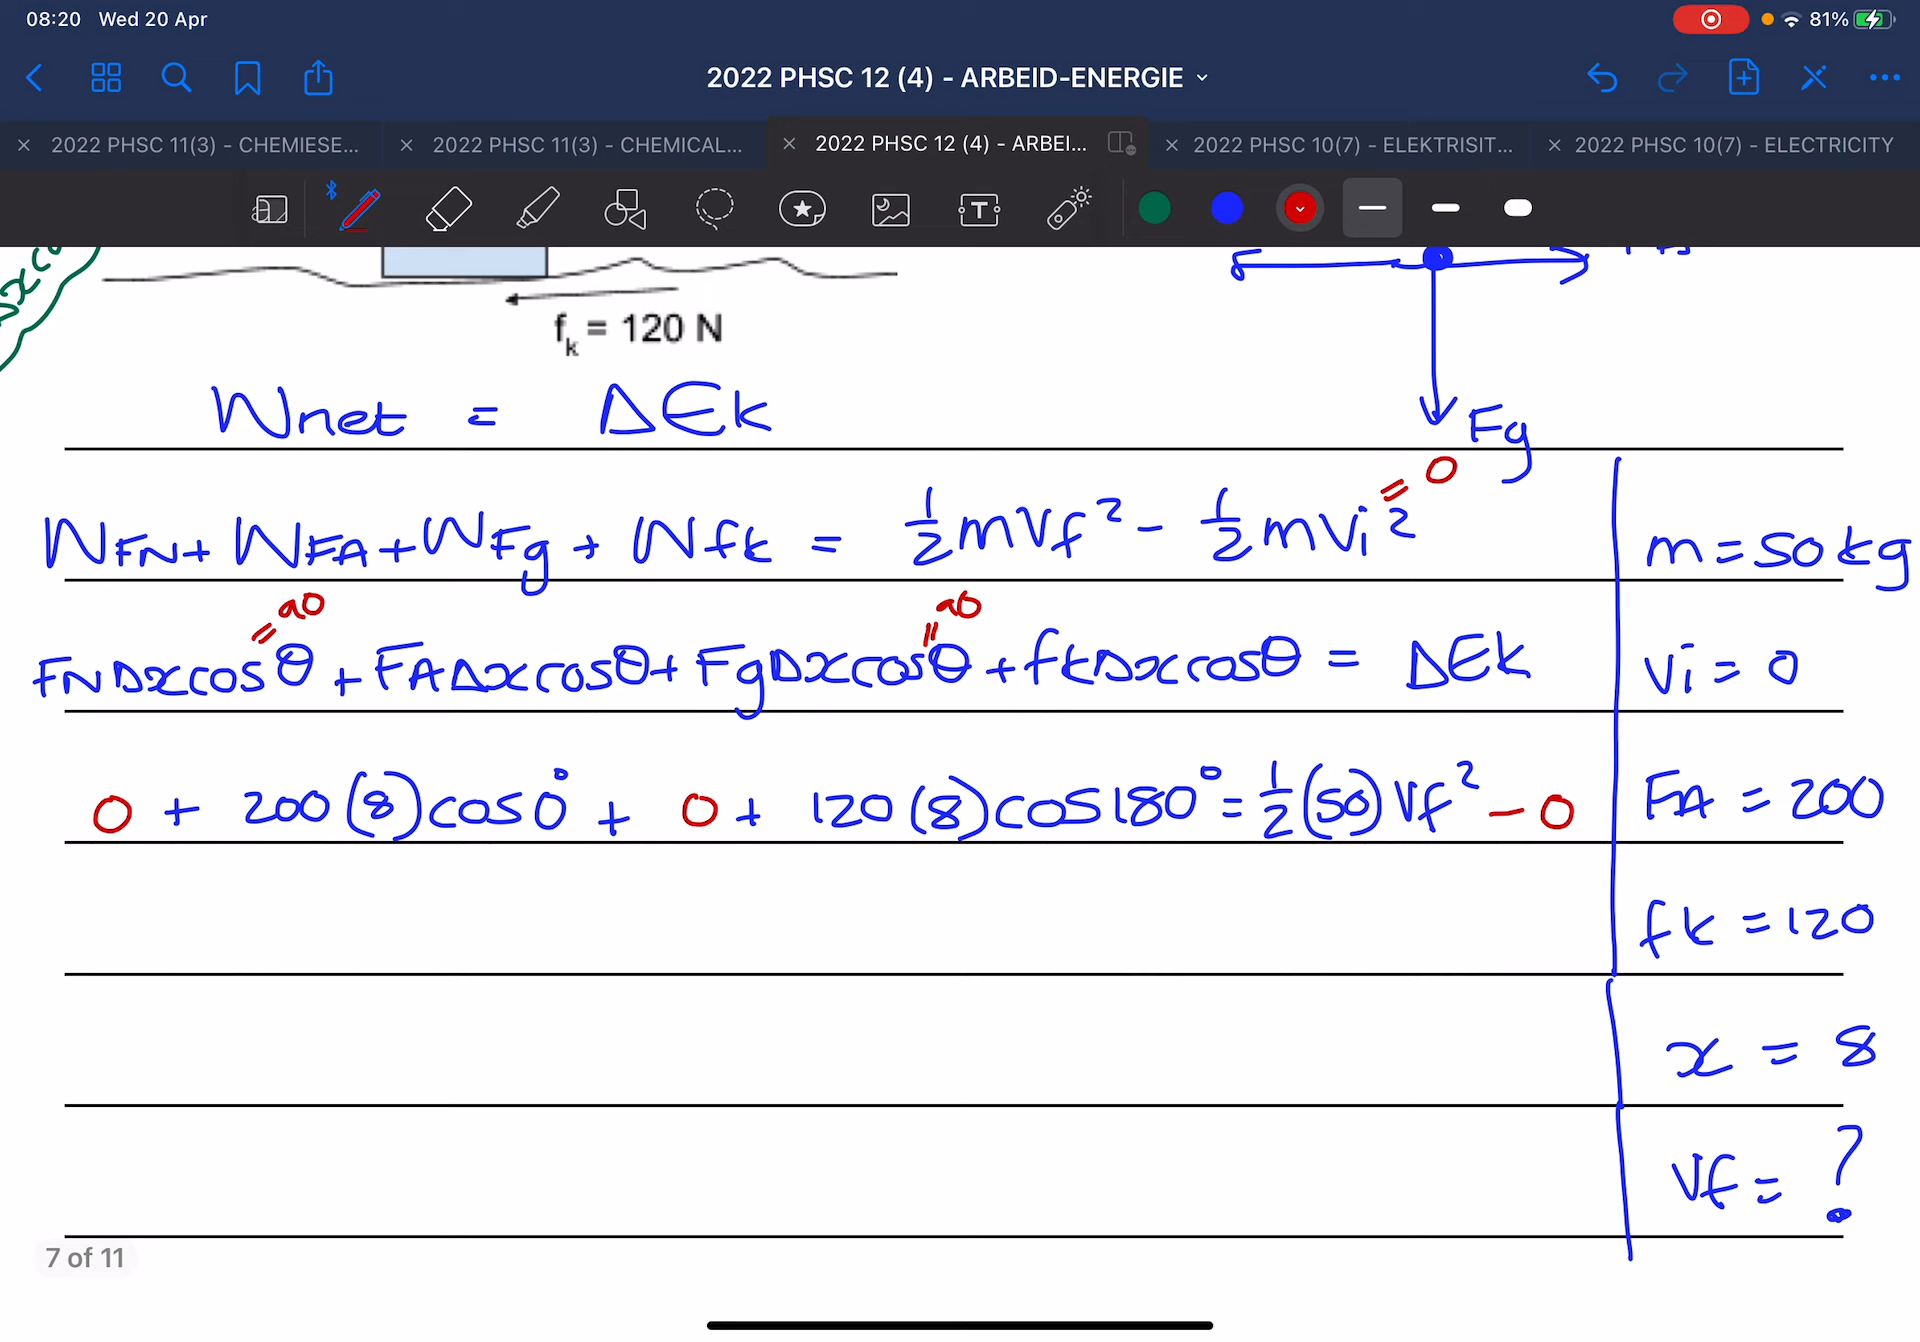 08:20 Wed 20 Apr
81%
2022 PHSC 12 (4) - ARBEID-ENERGIE
2022 PHSC 11(3) - CHEMIESE...
2022 PHSC 11(3) - CHEMICAL...
2022 PHSC 12 (4) - ARBEI...
2022 PHSC 10(7) - ELEKTRISIT...
2022 PHSC 10(7) - ELECTRICITY
fk = 120 N
Wnet = ΔEk
Fg
= 0
WFN + WFA + WFg + Wfk = ½mvf² - ½mvi²
= 90
= 90
FNΔxcosθ + FAΔxcosθ + FgΔxcosθ + fkΔxcosθ = ΔEk
0 + 200(8)cos0° + 0 + 120(8)cos180° = ½(50)vf² - 0
m = 50kg
vi = 0
FA = 200
fk = 120
x = 8
vf = ?
7 of 11